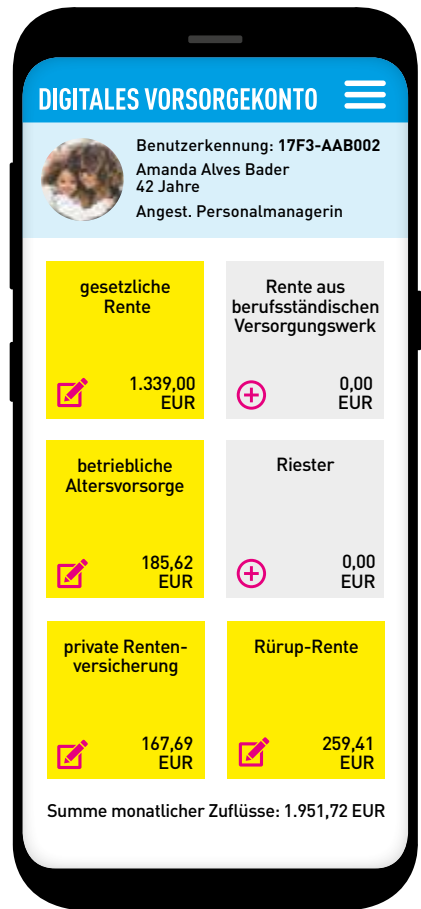 DIGITALES VORSORGEKONTO
Benutzerkennung: 17F3-AAB002
Amanda Alves Bader
42 Jahre
Angest. Personalmanagerin
gesetzliche
Rente
1.339,00
EUR
Rente aus
berufsständischen
Versorgungswerk
0,00
EUR
betriebliche
Altersvorsorge
185,62
EUR
Riester
0,00
EUR
private Renten-
versicherung
167,69
EUR
Rürup-Rente
259,41
EUR
Summe monatlicher Zuflüsse: 1.951,72 EUR